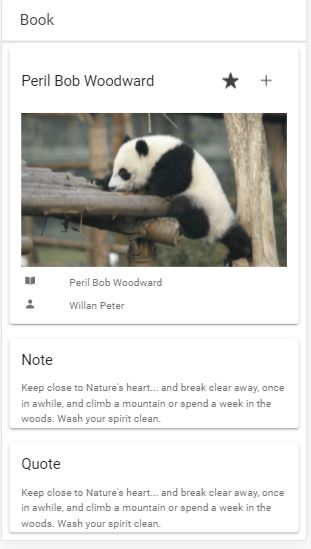 Book
Peril Bob Woodward
Peril Bob Woodward
Willan Peter
Note
Keep close to Nature's heart... and break clear away, once
in awhile, and climb a mountain or spend a week in the
woods. Wash your spirit clean.
Quote
Keep close to Nature's heart... and break clear away, once
in awhile, and climb a mountain or spend a week in the
woods. Wash your spirit clean.